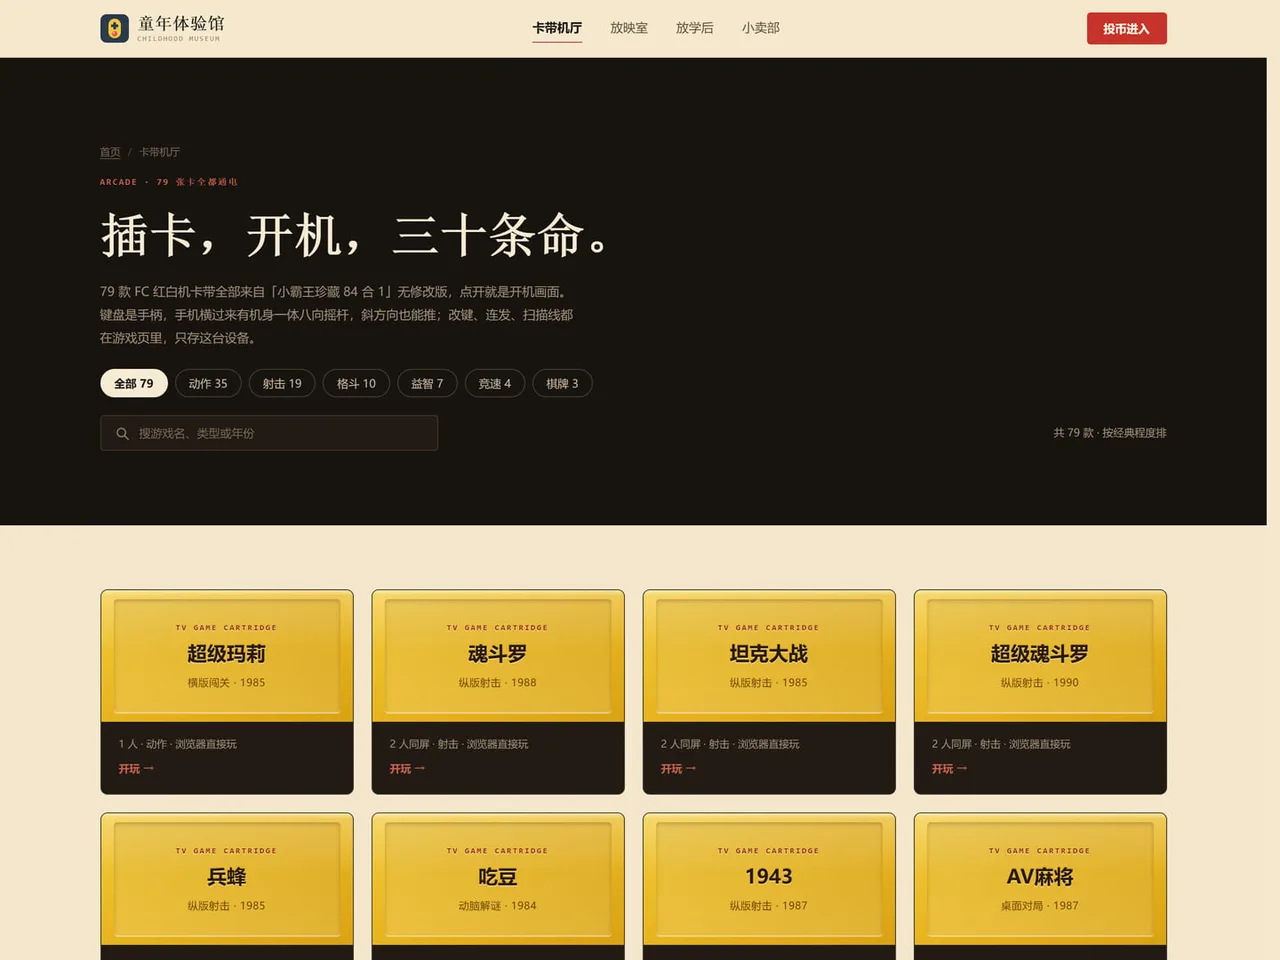 童年体验馆
CHILDHOOD MUSEUM
卡带机厅
放映室
放学后
小卖部
投币进入
首页 / 卡带机厅
ARCADE · 79 张卡全都通电
插卡，开机，三十条命。
79 款 FC 红白机卡带全部来自「小霸王珍藏 84 合 1」无修改版，点开就是开机画面。
键盘是手柄，手机横过来有机身一体八向摇杆，斜方向也能推；改键、连发、扫描线都
在游戏页里，只存这台设备。
全部 79
动作 35
射击 19
格斗 10
益智 7
竞速 4
棋牌 3
搜游戏名、类型或年份
共 79 款 · 按经典程度排
TV GAME CARTRIDGE
超级玛莉
横版闯关 · 1985
1 人 · 动作 · 浏览器直接玩
开玩 →
TV GAME CARTRIDGE
魂斗罗
纵版射击 · 1988
2 人同屏 · 射击 · 浏览器直接玩
开玩 →
TV GAME CARTRIDGE
坦克大战
纵版射击 · 1985
2 人同屏 · 射击 · 浏览器直接玩
开玩 →
TV GAME CARTRIDGE
超级魂斗罗
纵版射击 · 1990
2 人同屏 · 射击 · 浏览器直接玩
开玩 →
TV GAME CARTRIDGE
兵蜂
纵版射击 · 1985
TV GAME CARTRIDGE
吃豆
动脑解谜 · 1984
TV GAME CARTRIDGE
1943
纵版射击 · 1987
TV GAME CARTRIDGE
AV麻将
桌面对局 · 1987